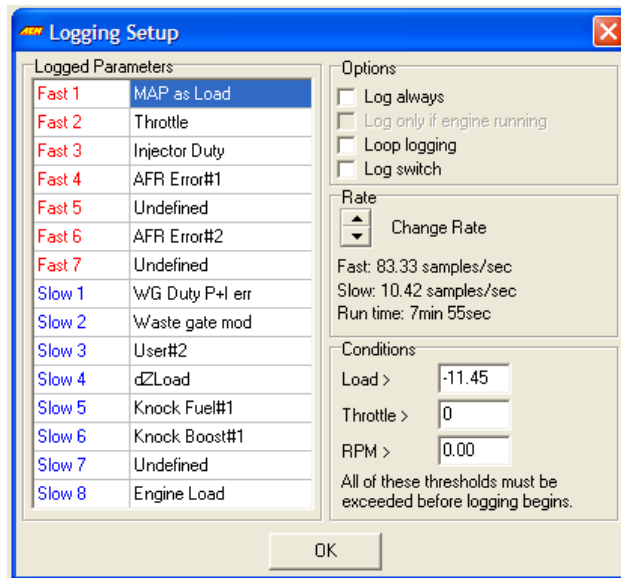 AEM Logging Setup
Logged Parameters
Fast 1 MAP as Load
Fast 2 Throttle
Fast 3 Injector Duty
Fast 4 AFR Error#1
Fast 5 Undefined
Fast 6 AFR Error#2
Fast 7 Undefined
Slow 1 WG Duty P+I err
Slow 2 Waste gate mod
Slow 3 User#2
Slow 4 dZLoad
Slow 5 Knock Fuel#1
Slow 6 Knock Boost#1
Slow 7 Undefined
Slow 8 Engine Load
Options
Log always
Log only if engine running
Loop logging
Log switch
Rate
Change Rate
Fast: 83.33 samples/sec
Slow: 10.42 samples/sec
Run time: 7min 55sec
Conditions
Load > -11.45
Throttle > 0
RPM > 0.00
All of these thresholds must be
exceeded before logging begins.
OK